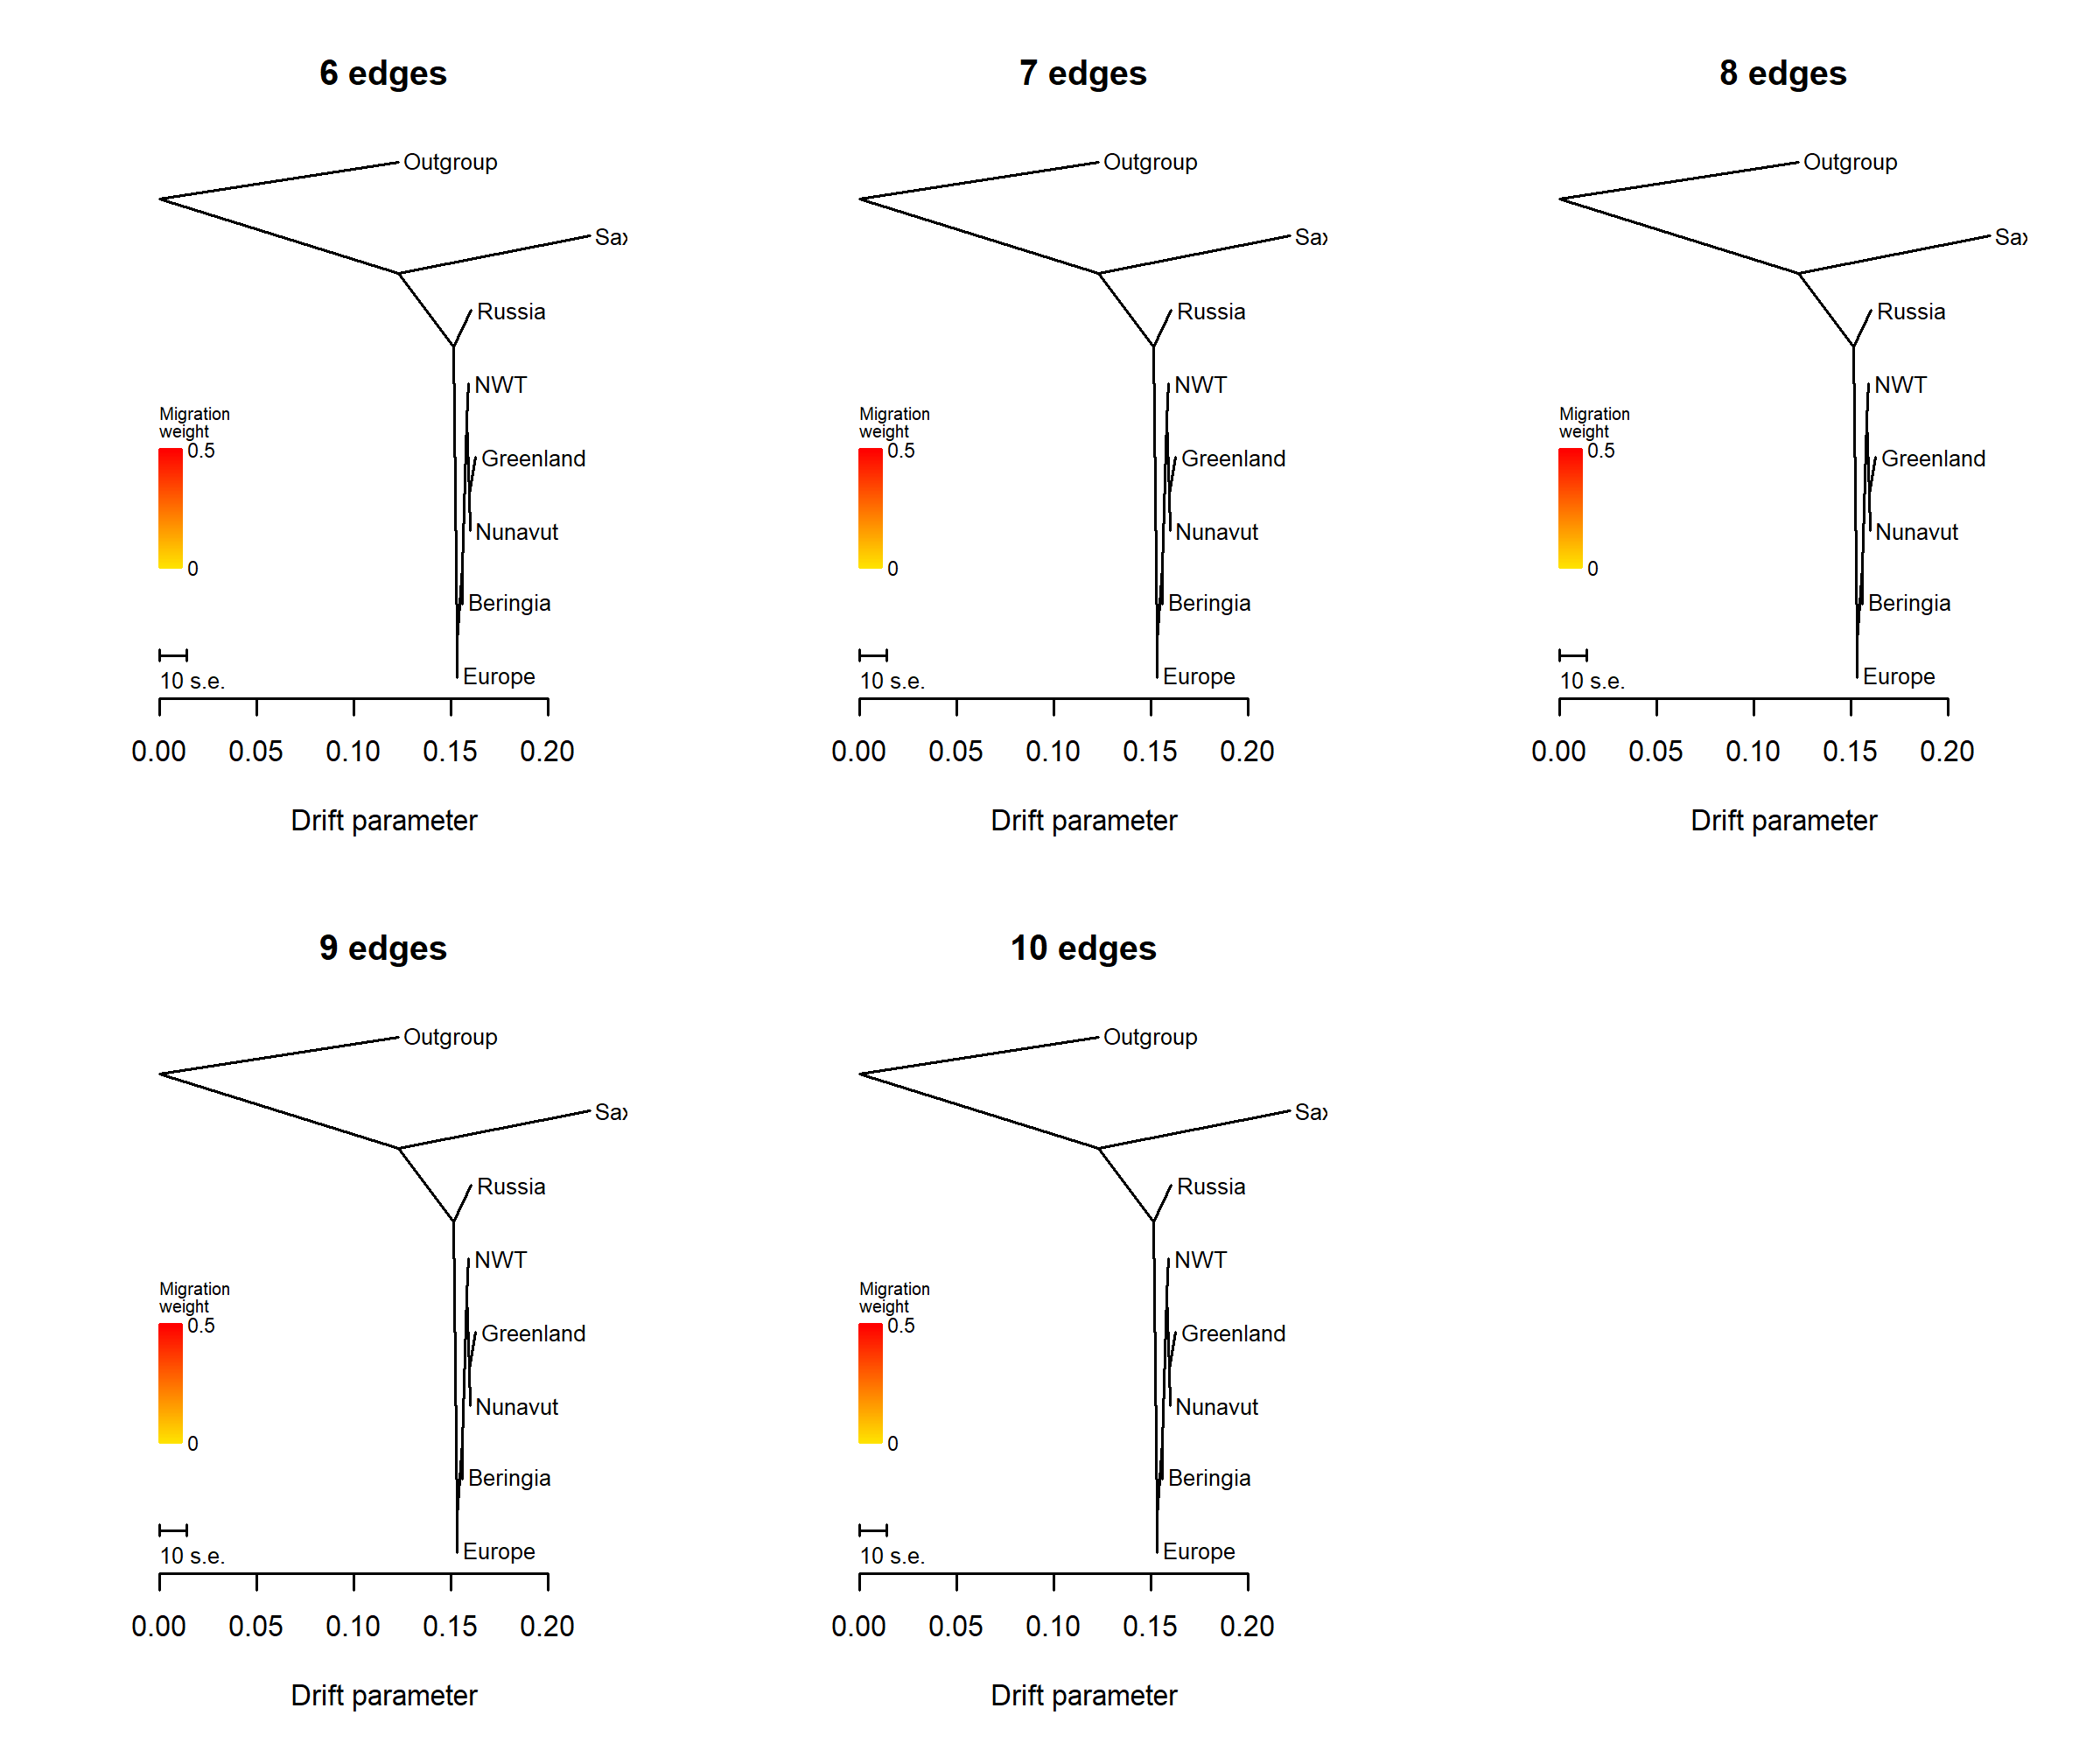 6 edges
Outgroup
Sax
Russia
NWT
Migration
weight
0.5
Greenland
Nunavut
0
Beringia
10 s.e.
Europe
0.00 0.05 0.10 0.15 0.20
Drift parameter
7 edges
Outgroup
Sax
Russia
NWT
Migration
weight
0.5
Greenland
Nunavut
0
Beringia
10 s.e.
Europe
0.00 0.05 0.10 0.15 0.20
Drift parameter
8 edges
Outgroup
Sax
Russia
NWT
Migration
weight
0.5
Greenland
Nunavut
0
Beringia
10 s.e.
Europe
0.00 0.05 0.10 0.15 0.20
Drift parameter
9 edges
Outgroup
Sax
Russia
NWT
Migration
weight
0.5
Greenland
Nunavut
0
Beringia
10 s.e.
Europe
0.00 0.05 0.10 0.15 0.20
Drift parameter
10 edges
Outgroup
Sax
Russia
NWT
Migration
weight
0.5
Greenland
Nunavut
0
Beringia
10 s.e.
Europe
0.00 0.05 0.10 0.15 0.20
Drift parameter